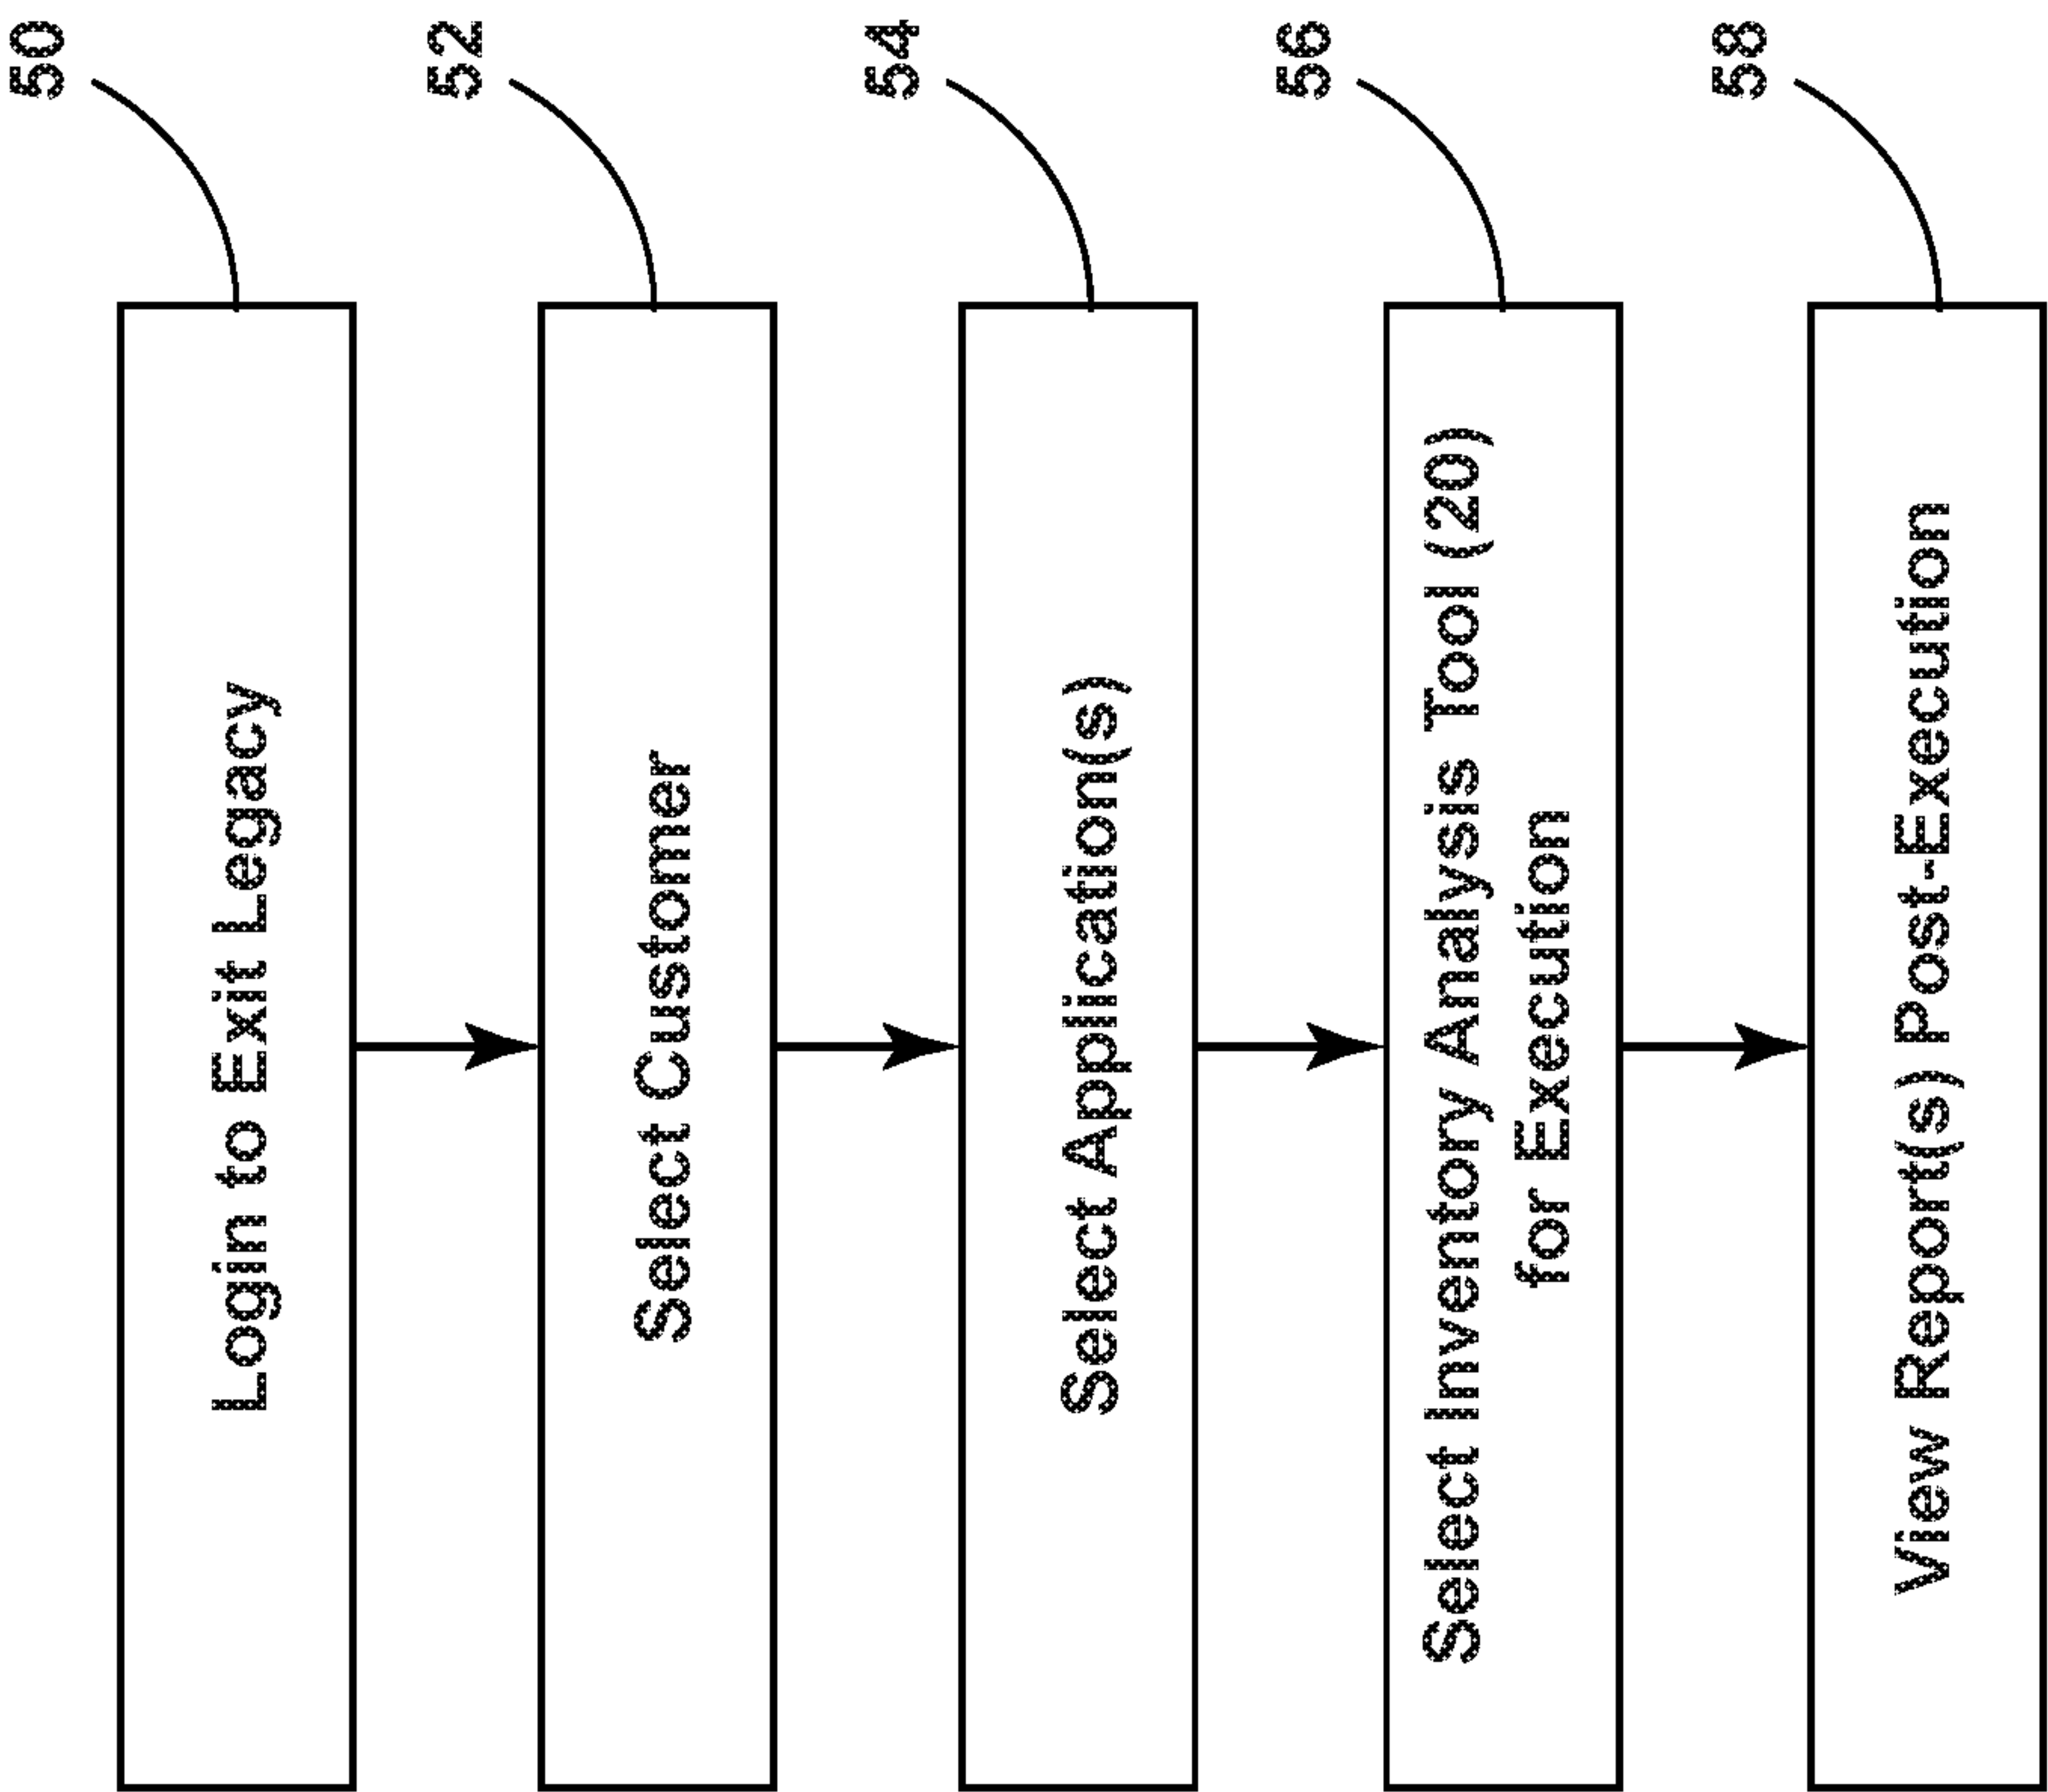 50
Login to Exit Legacy
52
Select Customer
54
Select Application(s)
56
Select Inventory Analysis Tool (20)
for Execution
58
View Report(s) Post-Execution